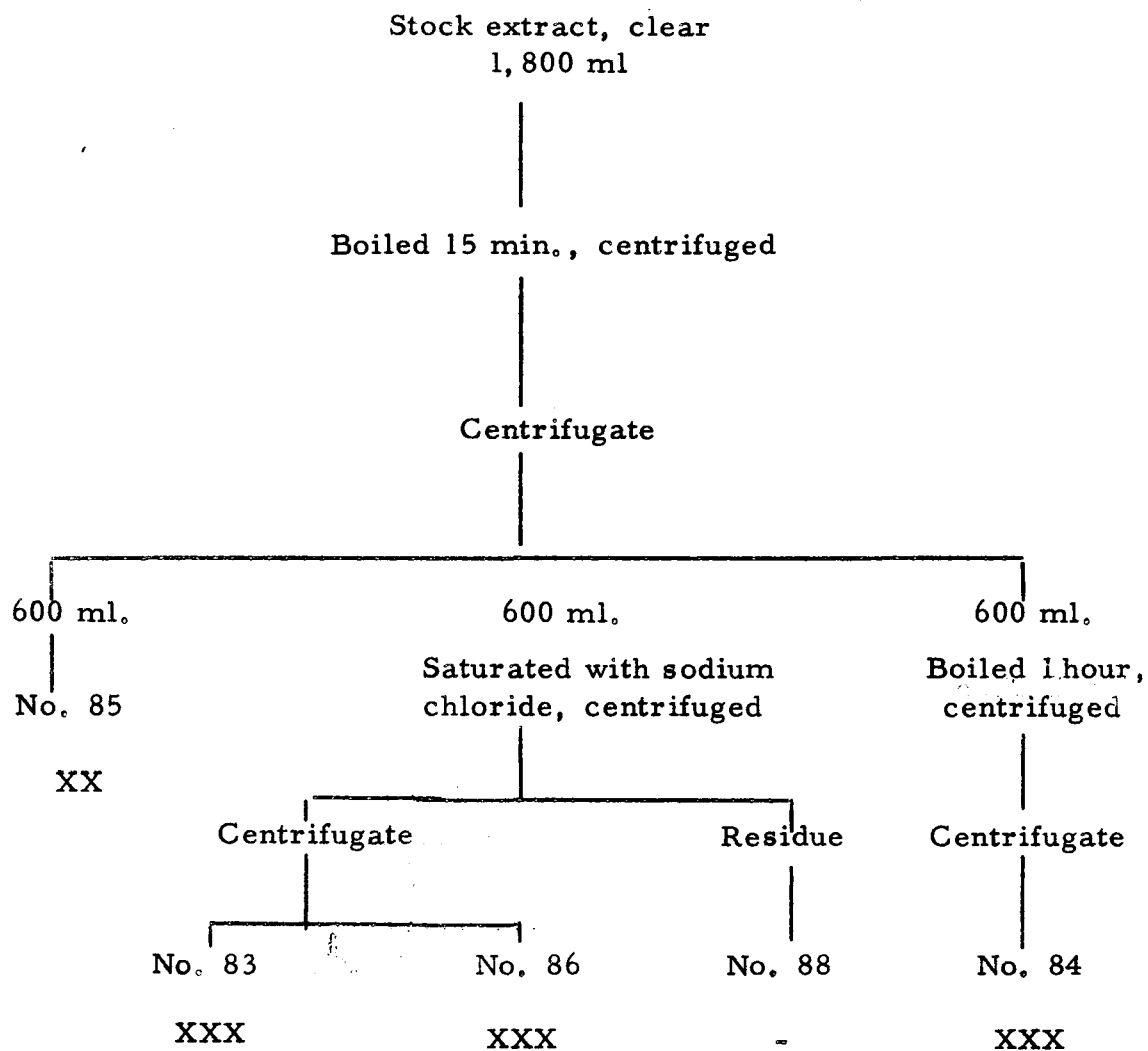 Stock extract, clear
1, 800 ml
Boiled 15 min., centrifuged
Centrifugate
600 ml.
600 ml.
600 ml.
Saturated with sodium
chloride, centrifuged
Boiled 1 hour,
centrifuged
No. 85
XX
Centrifugate
Residue
Centrifugate
No. 83
No. 86
No. 88
No. 84
XXX
XXX
-
XXX